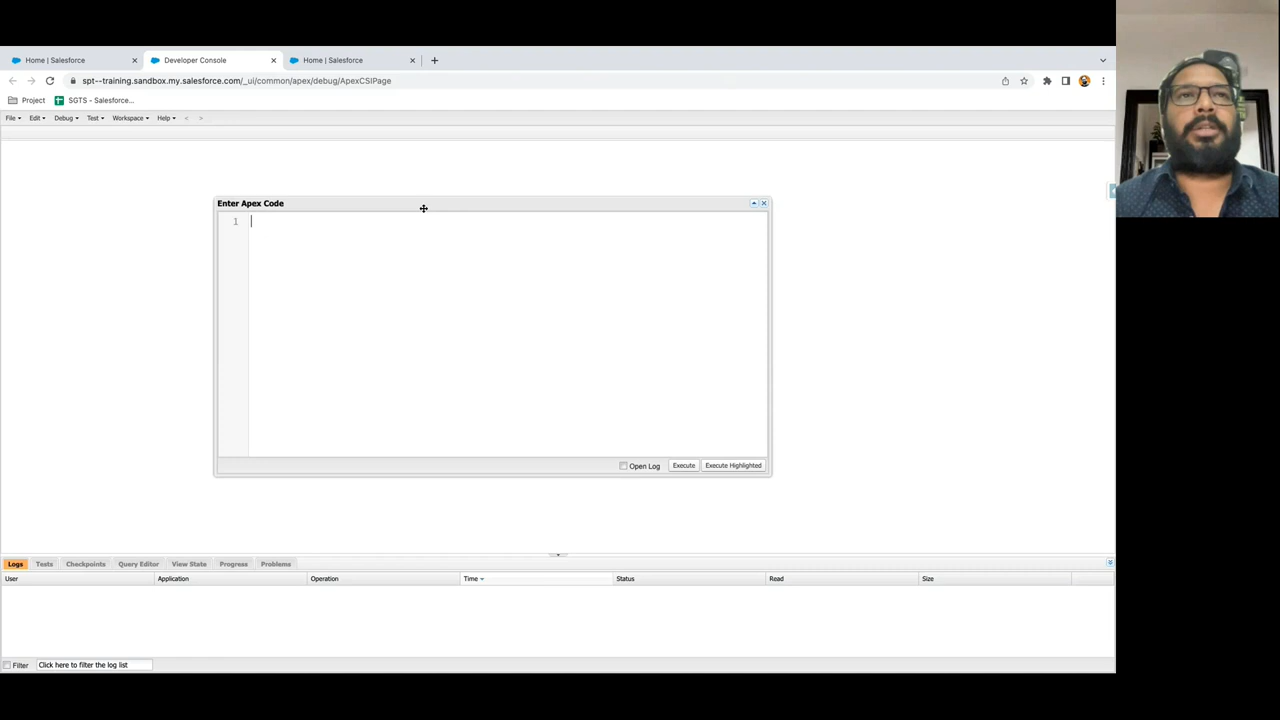 Home | Salesforce
Developer Console
Home | Salesforce
spt--training.sandbox.my.salesforce.com/_ui/common/apex/debug/ApexCSIPage
Project
SGTS - Salesforce...
File Edit Debug Test Workspace Help < >
Enter Apex Code
1
Open Log Execute Execute Highlighted
Logs Tests Checkpoints Query Editor View State Progress Problems
User Application Operation Time Status Read Size
Filter Click here to filter the log list